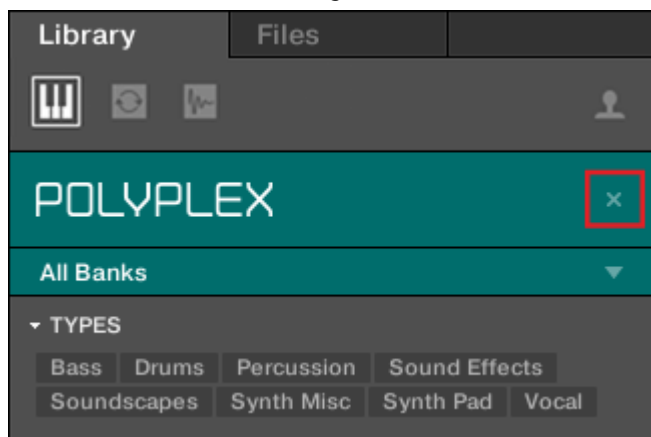 Library Files
POLYPLEX
All Banks
TYPES
Bass Drums Percussion Sound Effects
Soundscapes Synth Misc Synth Pad Vocal